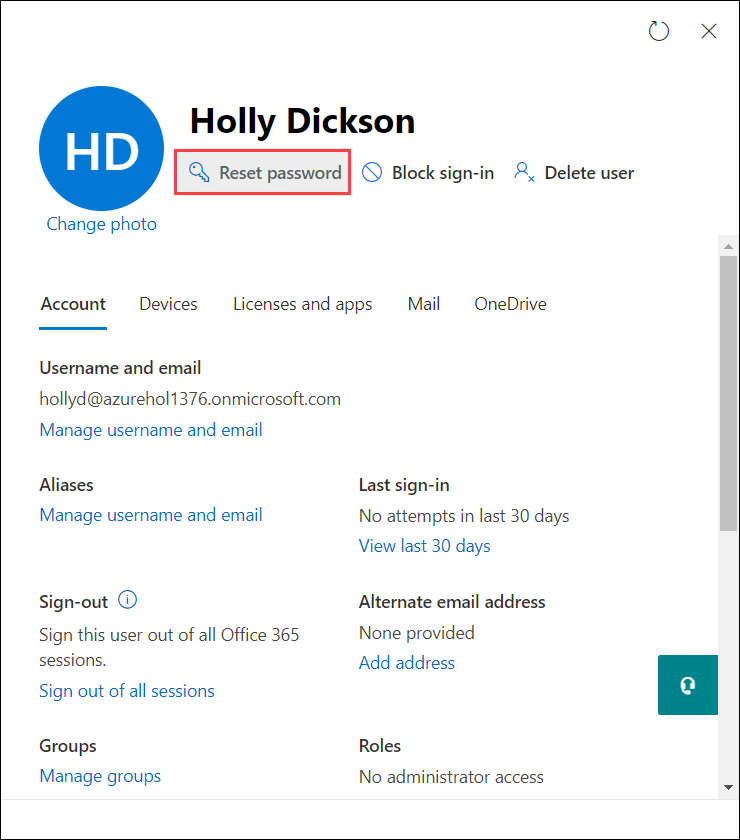 HD
Holly Dickson
Reset password Block sign-in Delete user
Change photo
Account Devices Licenses and apps Mail OneDrive
Username and email
hollyd@azurehol1376.onmicrosoft.com
Manage username and email
Aliases
Manage username and email
Last sign-in
No attempts in last 30 days
View last 30 days
Sign-out
Sign this user out of all Office 365
sessions.
Sign out of all sessions
Alternate email address
None provided
Add address
Groups
Manage groups
Roles
No administrator access